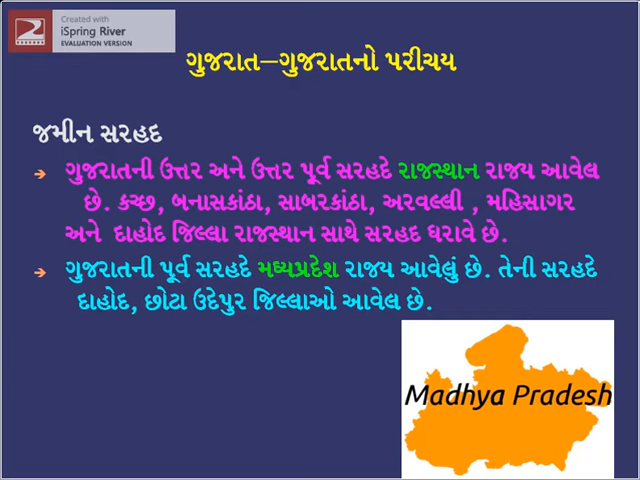 Created with
iSpring River
EVALUATION VERSION
ગુજરાત–ગુજરાતનો પરીચય
જમીન સરહદ
ગુજરાતની ઉત્તર અને ઉત્તર પૂર્વ સરહદે રાજસ્થાન રાજય આવેલ
છે. કચ્છ, બનાસકાંઠા, સાબરકાંઠા, અરવલ્લી , મહિસાગર
અને દાહોદ જિલ્લા રાજસ્થાન સાથે સરહદ ધરાવે છે.
ગુજરાતની પૂર્વ સરહદે મધ્યપ્રદેશ રાજય આવેલું છે. તેની સરહદે
દાહોદ, છોટા ઉદેપુર જિલ્લાઓ આવેલ છે.
Madhya Pradesh